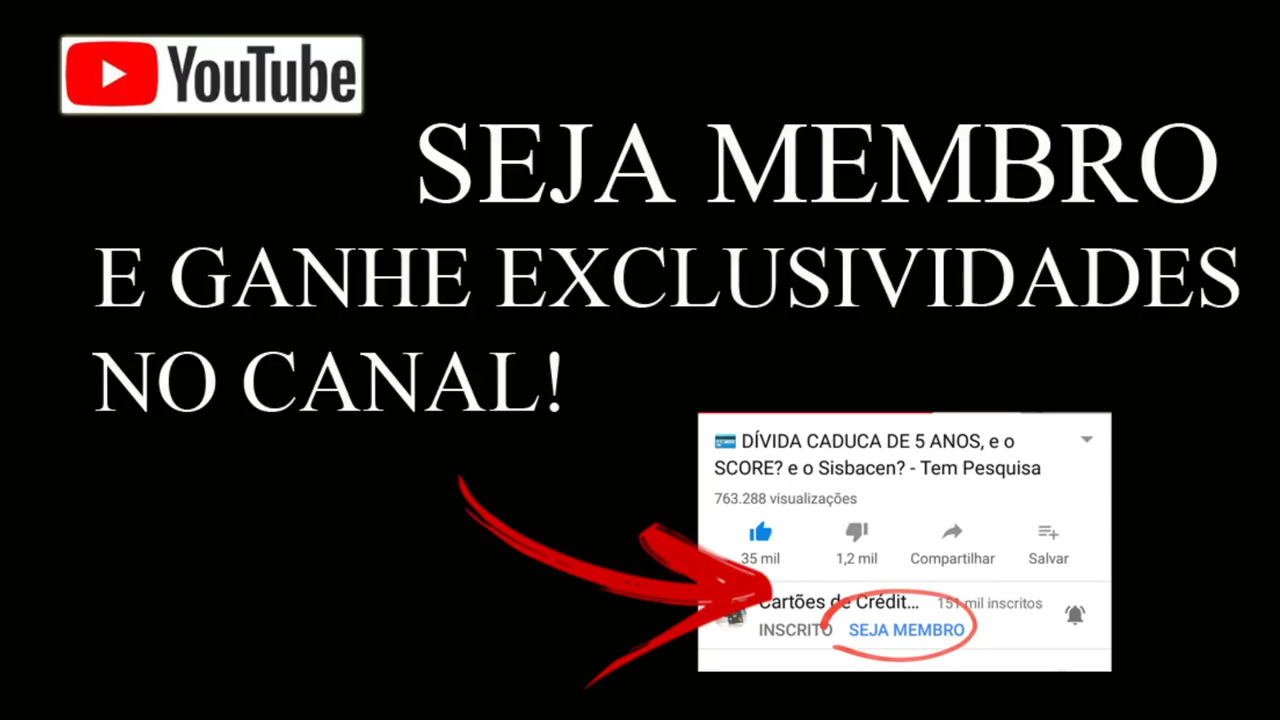 YouTube
SEJA MEMBRO
E GANHE EXCLUSIVIDADES
NO CANAL!
DÍVIDA CADUCA DE 5 ANOS, e o
SCORE? e o Sisbacen? - Tem Pesquisa
763.288 visualizações
35 mil 1,2 mil Compartilhar Salvar
Cartões de Crédit... 151 mil inscritos
INSCRITO SEJA MEMBRO